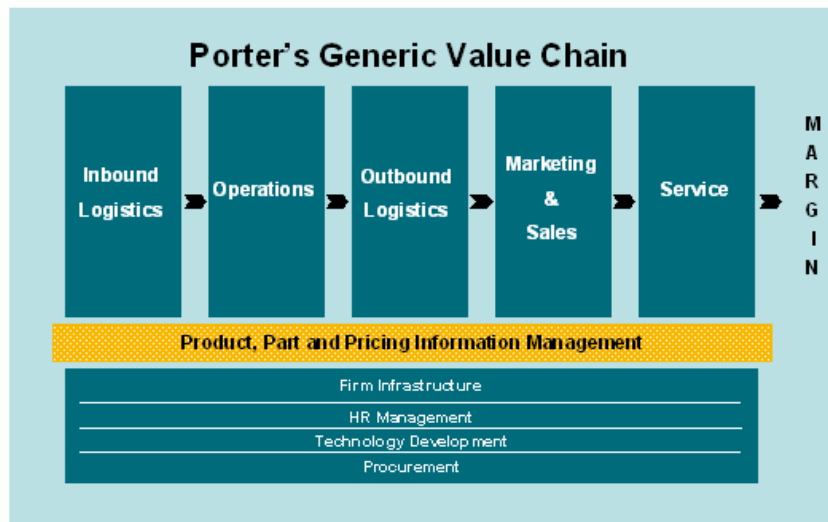 Porter's Generic Value Chain
Inbound
Logistics
Operations
Outbound
Logistics
Marketing
&
Sales
Service
M
A
R
G
I
N
Product, Part and Pricing Information Management
Firm Infrastructure
HR Management
Technology Development
Procurement